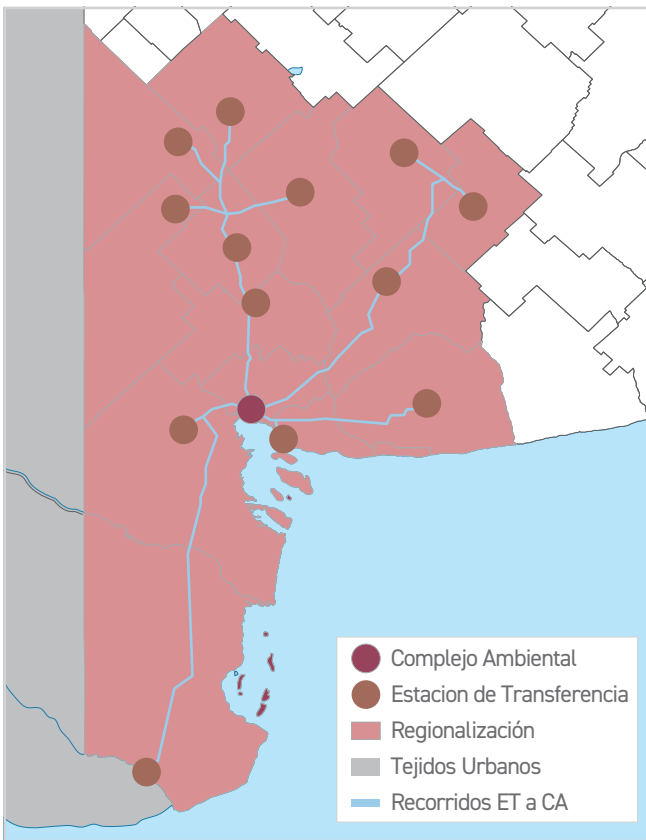 Complejo Ambiental
Estacion de Transferencia
Regionalización
Tejidos Urbanos
Recorridos ET a CA